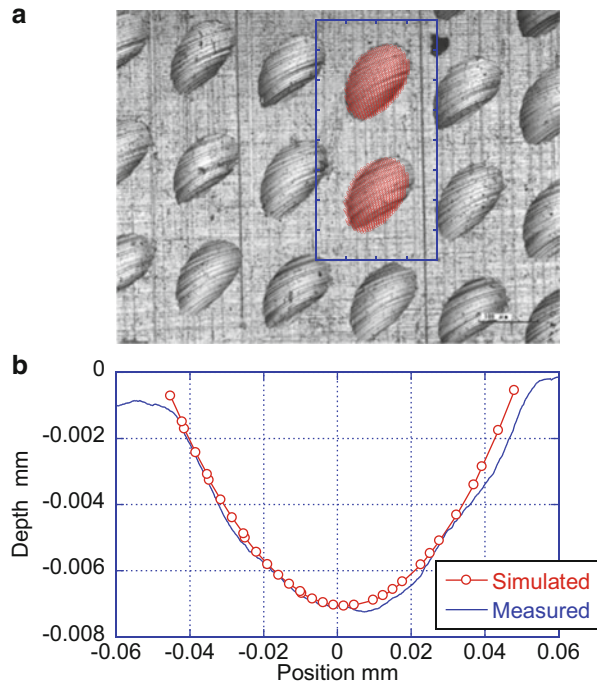 a
b
0
-0.002
-0.004
-0.006
-0.008
Depth mm
-0.06 -0.04 -0.02 0 0.02 0.04 0.06
Position mm
Simulated
Measured